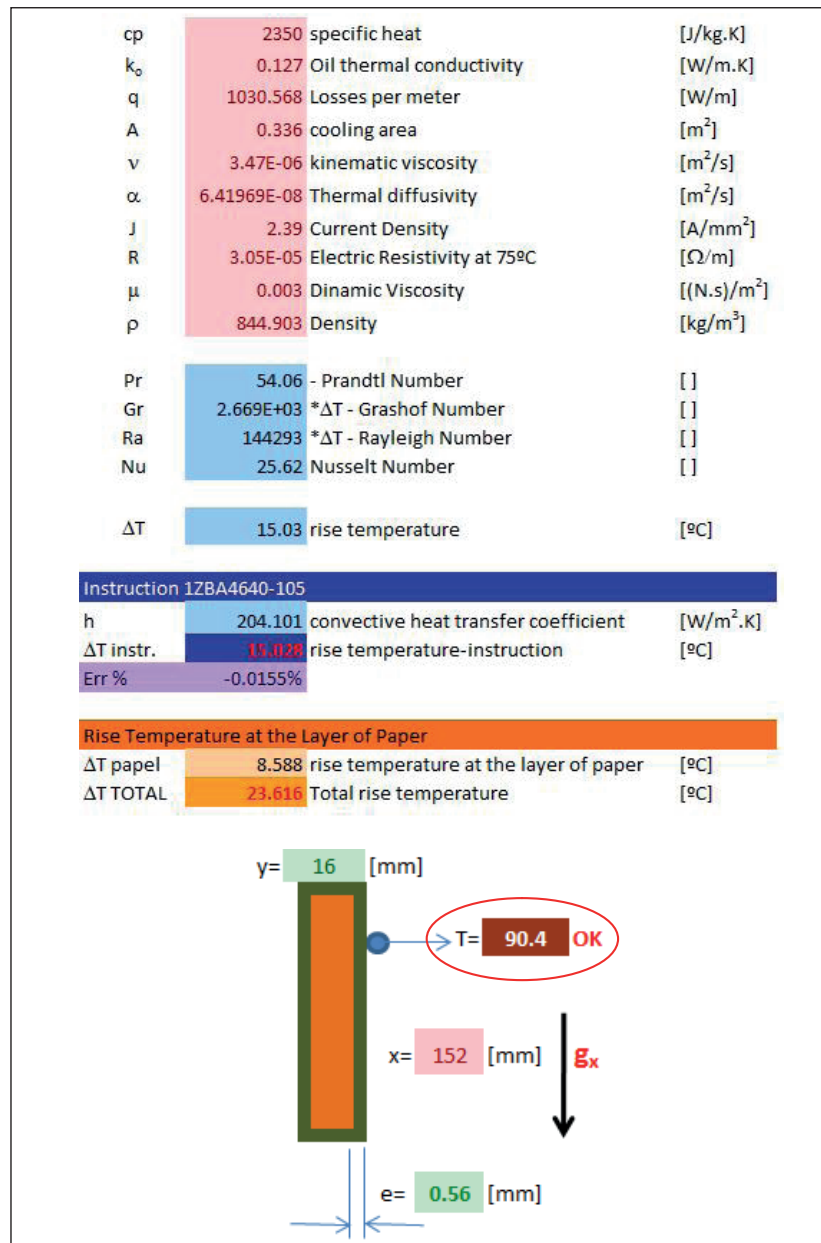 cp 2350 specific heat [J/kg.K]
kₒ 0.127 Oil thermal conductivity [W/m.K]
q 1030.568 Losses per meter [W/m]
A 0.336 cooling area [m²]
ν 3.47E-06 kinematic viscosity [m²/s]
α 6.41969E-08 Thermal diffusivity [m²/s]
J 2.39 Current Density [A/mm²]
R 3.05E-05 Electric Resistivity at 75ºC [Ω/m]
μ 0.003 Dinamic Viscosity [(N.s)/m²]
ρ 844.903 Density [kg/m³]
Pr 54.06 - Prandtl Number [ ]
Gr 2.669E+03 *ΔT - Grashof Number [ ]
Ra 144293 *ΔT - Rayleigh Number [ ]
Nu 25.62 Nusselt Number [ ]
ΔT 15.03 rise temperature [ºC]
Instruction 1ZBA4640-105
h 204.101 convective heat transfer coefficient [W/m².K]
ΔT instr. 15.028 rise temperature-instruction [ºC]
Err % -0.0155%
Rise Temperature at the Layer of Paper
ΔT papel 8.588 rise temperature at the layer of paper [ºC]
ΔT TOTAL 23.616 Total rise temperature [ºC]
y= 16 [mm]
T= 90.4 OK
x= 152 [mm] gₓ
e= 0.56 [mm]